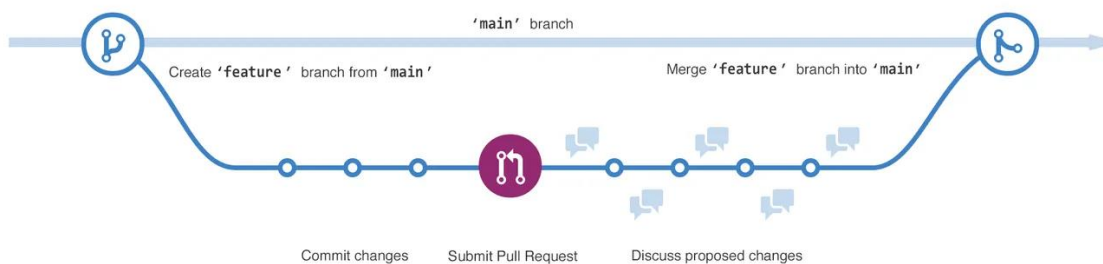 ‘main’ branch
Create ‘feature’ branch from ‘main’
Merge ‘feature’ branch into ‘main’
Commit changes
Submit Pull Request
Discuss proposed changes